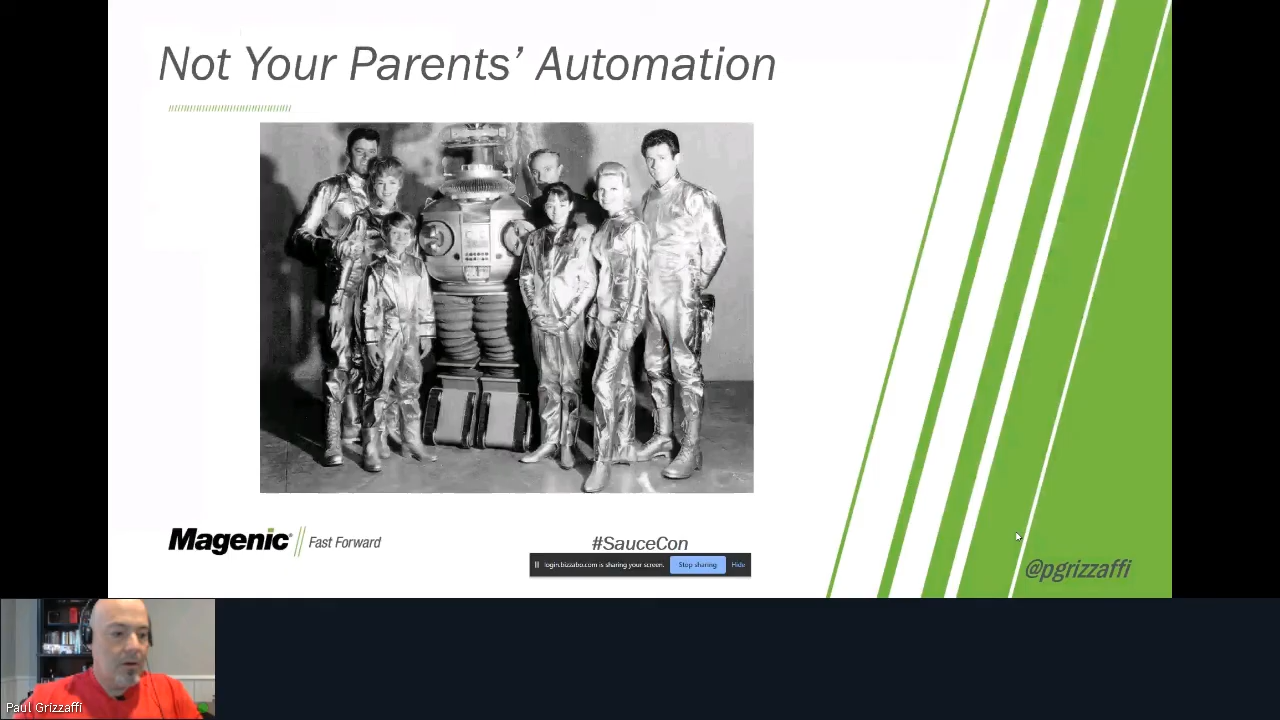 Not Your Parents' Automation
Magenic Fast Forward
#SauceCon
login.bizzabo.com is sharing your screen. Stop sharing Hide
@pgrizzaffi
Paul Grizzaffi